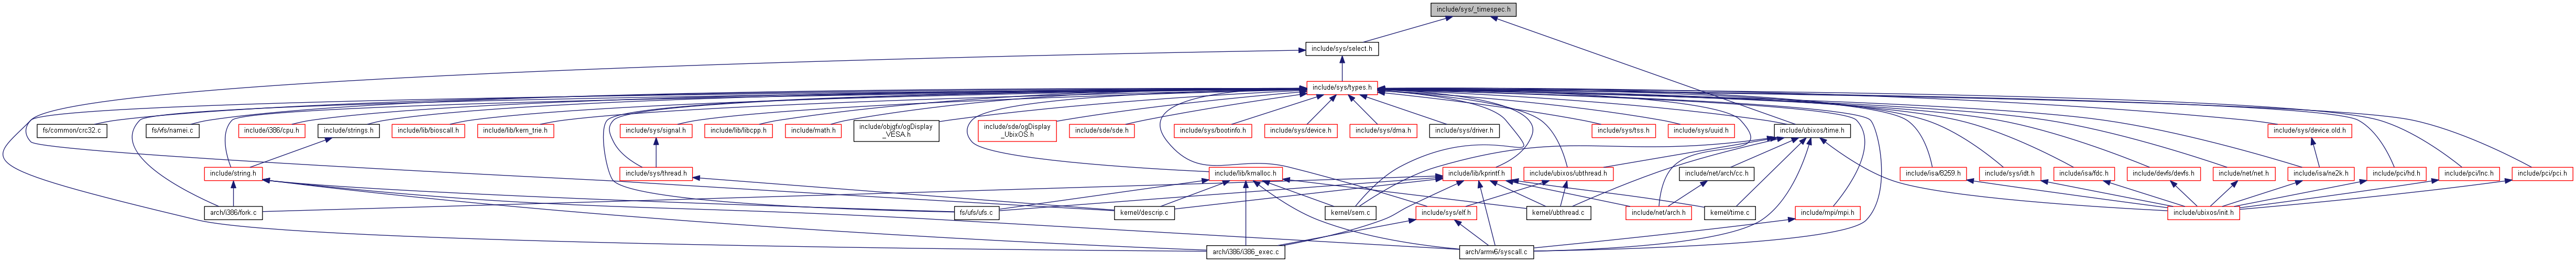 include/sys/_timespec.h
include/sys/select.h
include/sys/types.h
fs/common/crc32.c
fs/vfs/namei.c
include/i386/cpu.h
include/strings.h
include/lib/bioscall.h
include/lib/kern_trie.h
include/sys/signal.h
include/lib/libcpp.h
include/math.h
include/objgfx/ogDisplay
_VESA.h
include/sde/ogDisplay
_UbixOS.h
include/sde/sde.h
include/sys/bootinfo.h
include/sys/device.h
include/sys/dma.h
include/sys/driver.h
include/sys/tss.h
include/sys/uuid.h
include/ubixos/time.h
include/sys/device.old.h
include/string.h
include/sys/thread.h
include/lib/kmalloc.h
include/lib/kprintf.h
include/ubixos/ubthread.h
include/net/arch/cc.h
include/isa/8259.h
include/sys/idt.h
include/isa/fdc.h
include/devfs/devfs.h
include/net/net.h
include/isa/ne2k.h
include/pci/hd.h
include/pci/lnc.h
include/pci/pci.h
arch/i386/fork.c
fs/ufs/ufs.c
kernel/descrip.c
kernel/sem.c
include/sys/elf.h
kernel/ubthread.c
include/net/arch.h
kernel/time.c
include/mpi/mpi.h
include/ubixos/init.h
arch/i386/i386_exec.c
arch/armv6/syscall.c